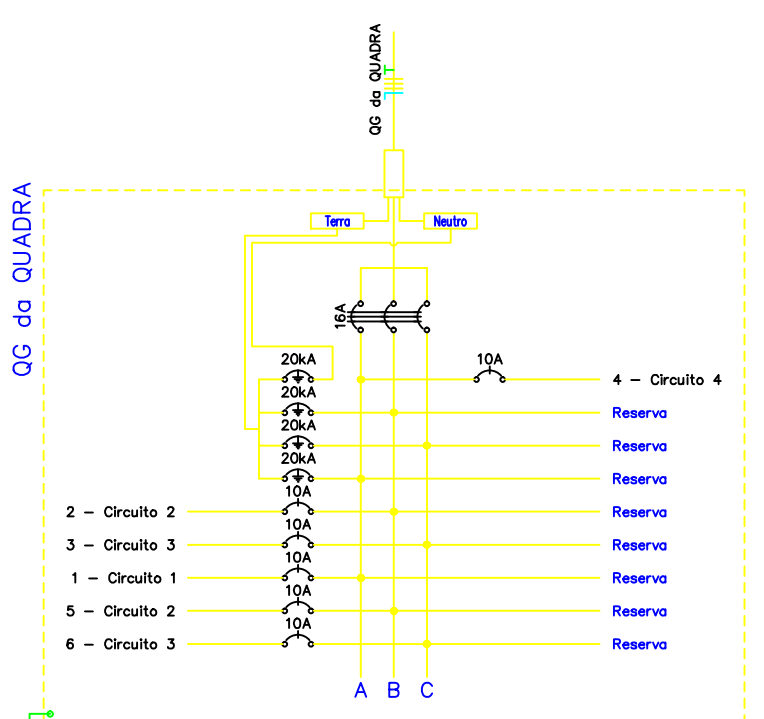 QG da QUADRA
QG da QUADRA
Terra
Neutro
16A
20kA
10A
4 - Circuito 4
20kA
Reserva
20kA
Reserva
20kA
Reserva
10A
2 - Circuito 2
Reserva
10A
3 - Circuito 3
Reserva
10A
1 - Circuito 1
Reserva
10A
5 - Circuito 2
Reserva
10A
6 - Circuito 3
Reserva
A B C